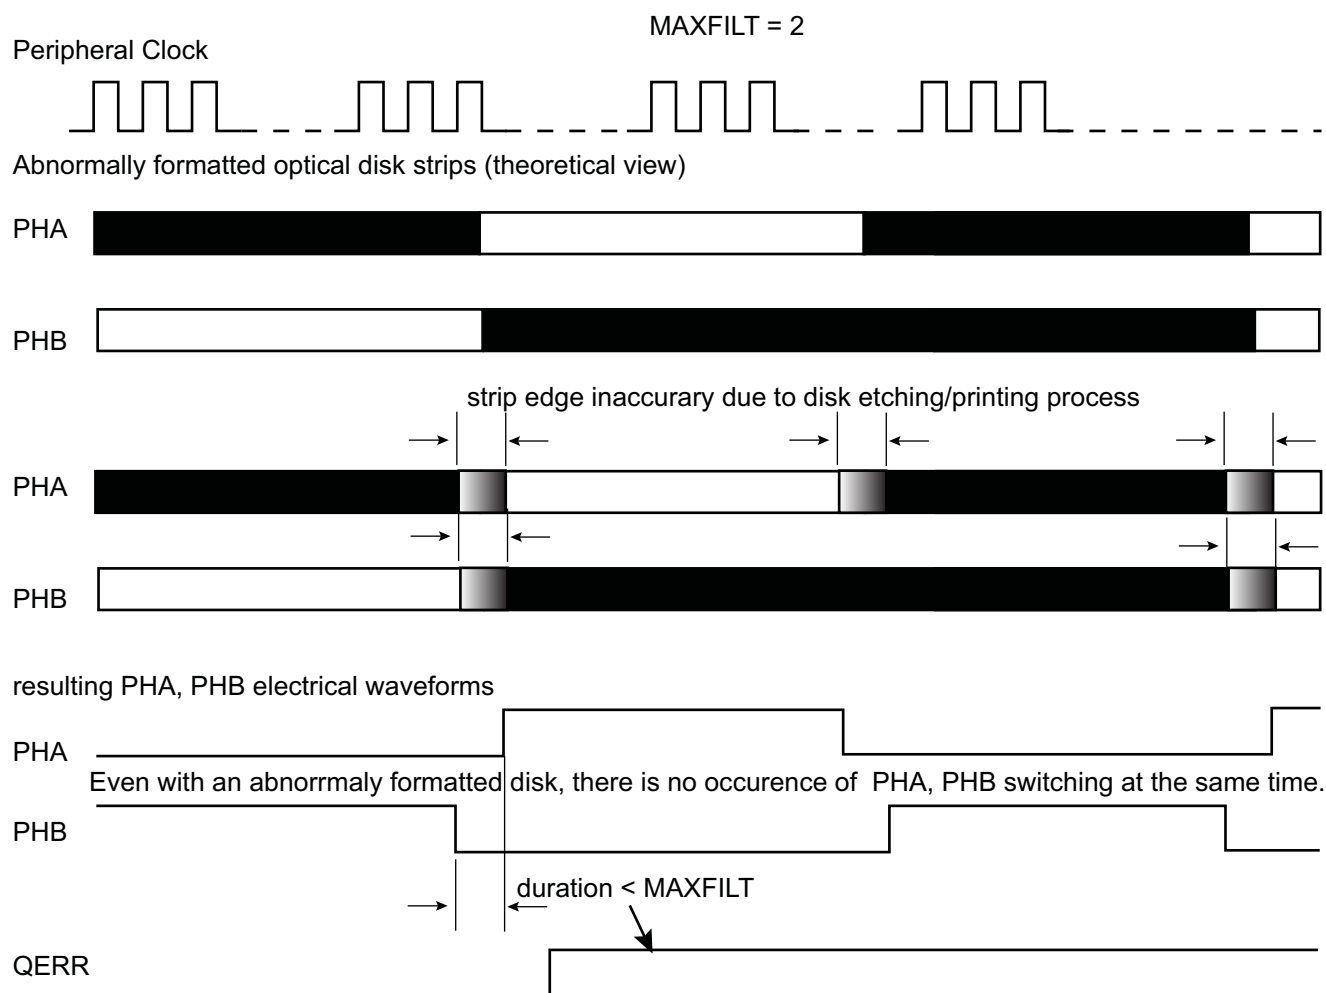 MAXFILT = 2
Peripheral Clock
Abnormally formatted optical disk strips (theoretical view)
PHA
PHB
strip edge inaccurary due to disk etching/printing process
PHA
PHB
resulting PHA, PHB electrical waveforms
PHA
Even with an abnorrmaly formatted disk, there is no occurence of PHA, PHB switching at the same time.
PHB
duration < MAXFILT
QERR